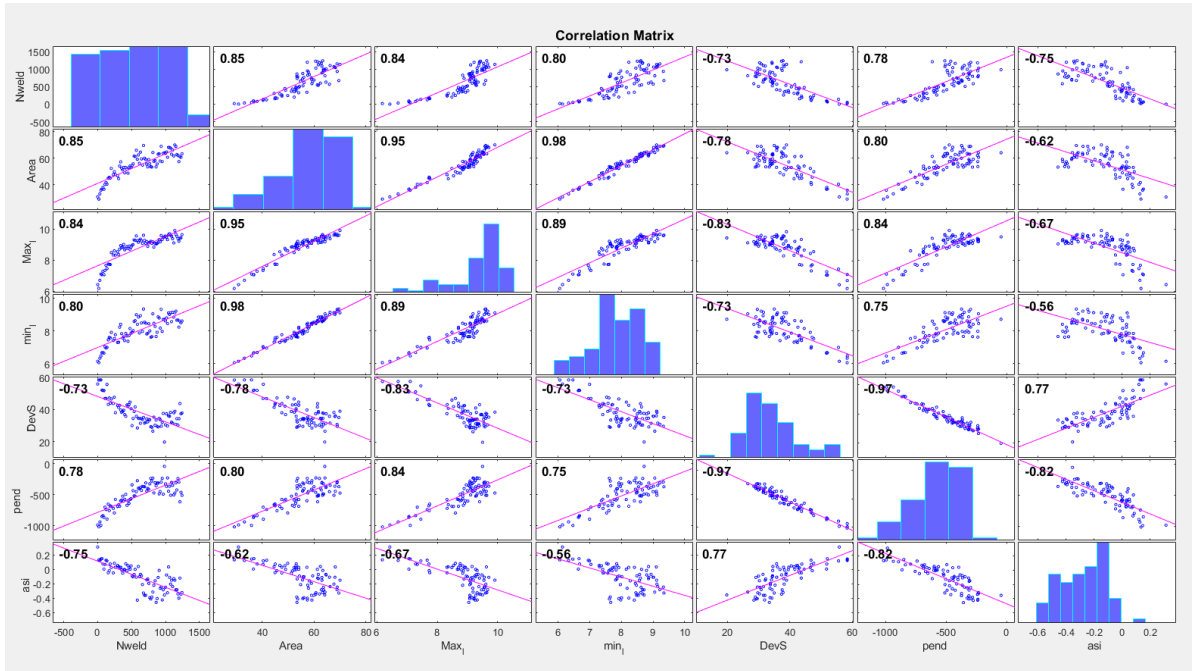 Correlation Matrix
Nweld 1500 1000 500 0 -500 0.85 0.84 0.80 -0.73 0.78 -0.75
Area 80 60 40 0.85 0.95 0.98 -0.78 0.80 -0.62
Max_l 10 8 6 0.84 0.95 0.89 -0.83 0.84 -0.67
min_l 10 8 6 0.80 0.98 0.89 -0.73 0.75 -0.56
DevS 60 40 20 -0.73 -0.78 -0.83 -0.73 -0.97 0.77
pend 0 -500 -1000 0.78 0.80 0.84 0.75 -0.97 -0.82
asi 0.2 0 -0.2 -0.4 -0.6 -0.75 -0.62 -0.67 -0.56 0.77 -0.82
-500 0 500 1000 1500 40 60 80 6 8 10 6 7 8 9 10 20 40 60 -1000 -500 0 -0.6 -0.4 -0.2 0 0.2
Nweld Area Max_l min_l DevS pend asi